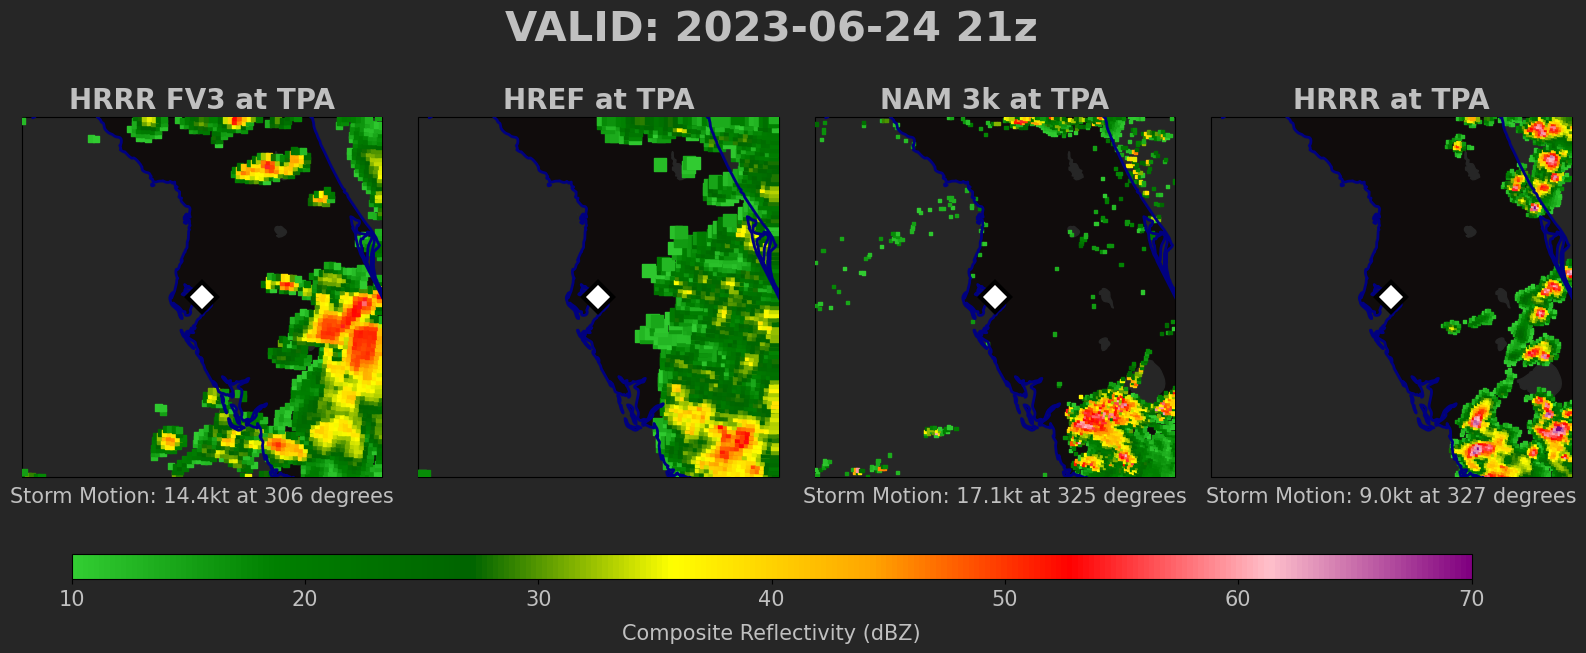 VALID: 2023-06-24 21z
HRRR FV3 at TPA
HREF at TPA
NAM 3k at TPA
HRRR at TPA
Storm Motion: 14.4kt at 306 degrees
Storm Motion: 17.1kt at 325 degrees
Storm Motion: 9.0kt at 327 degrees
10 20 30 40 50 60 70
Composite Reflectivity (dBZ)